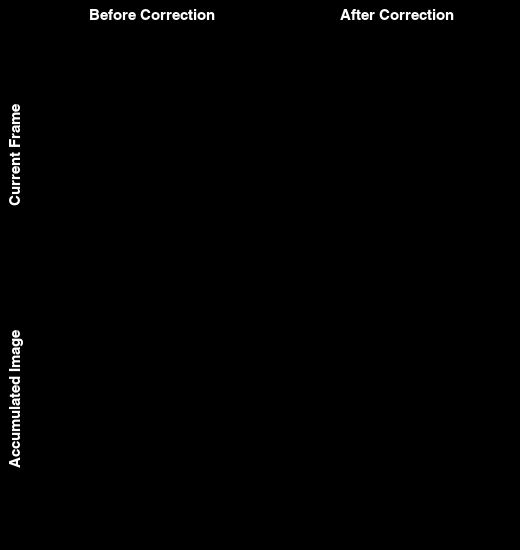 Before Correction
After Correction
Current Frame
Accumulated Image